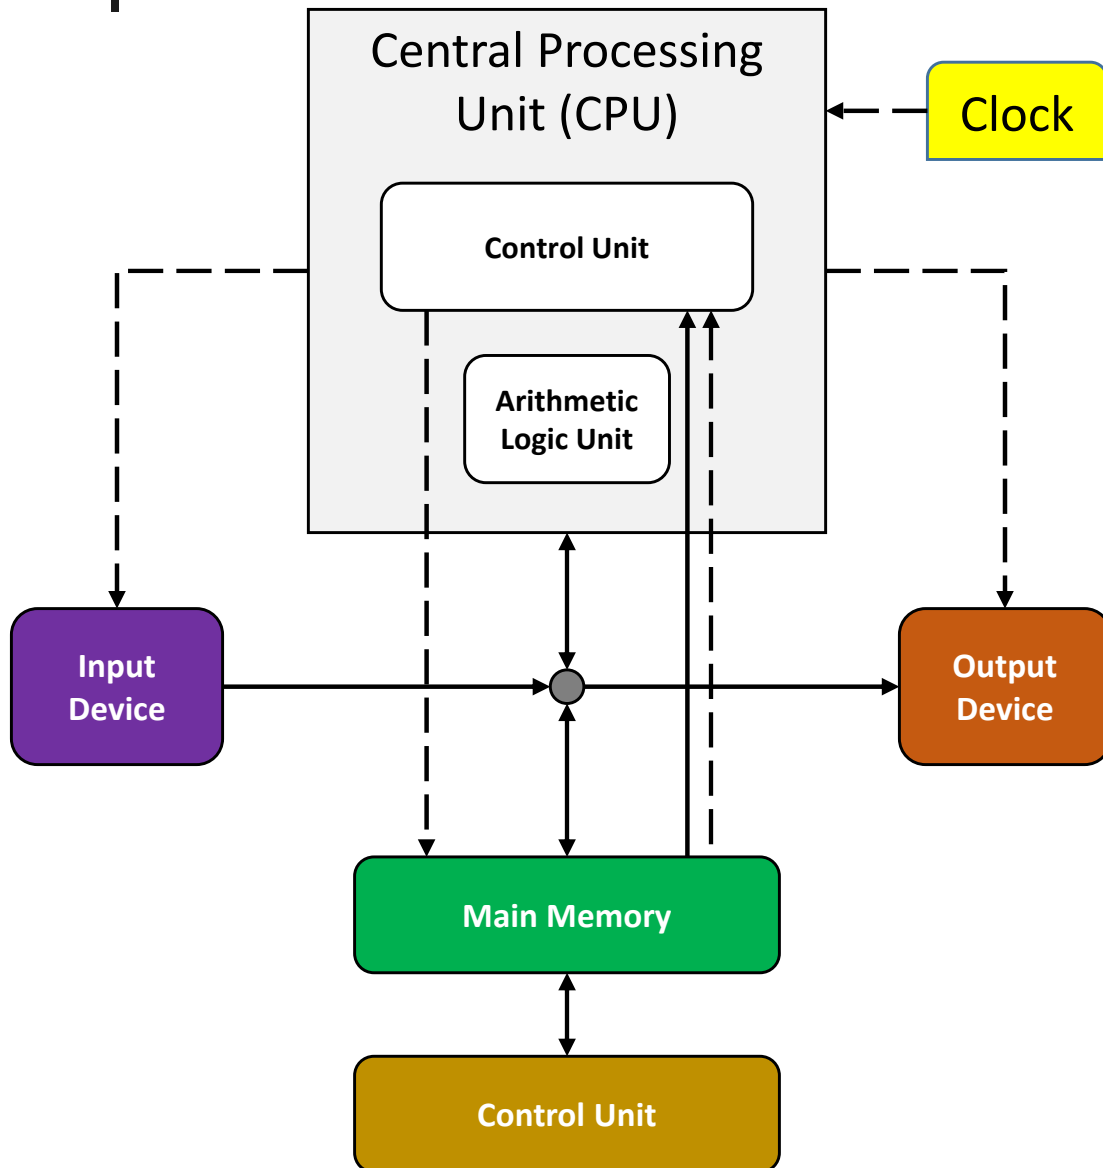 Central Processing
Unit (CPU)
Clock
Control Unit
Arithmetic
Logic Unit
Input
Device
Output
Device
Main Memory
Control Unit